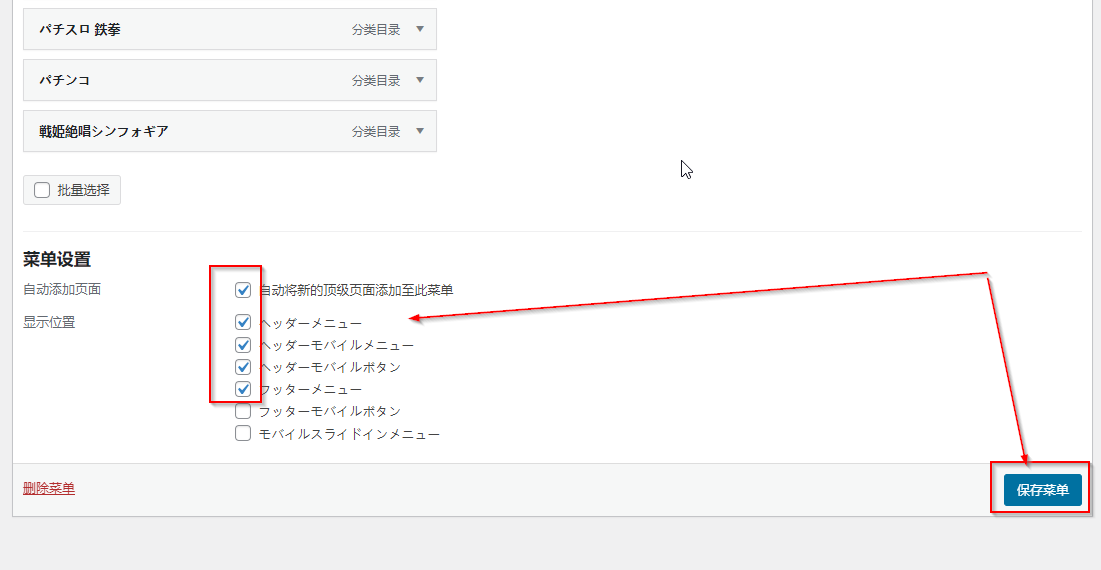 パチスロ 鉄拳 分类目录
パチンコ 分类目录
戦姫絶唱シンフォギア 分类目录
批量选择
菜单设置
自动添加页面 自动将新的顶级页面添加至此菜单
显示位置 ヘッダーメニュー
ヘッダーモバイルメニュー
ヘッダーモバイルボタン
フッターメニュー
フッターモバイルボタン
モバイルスライドインメニュー
删除菜单 保存菜单